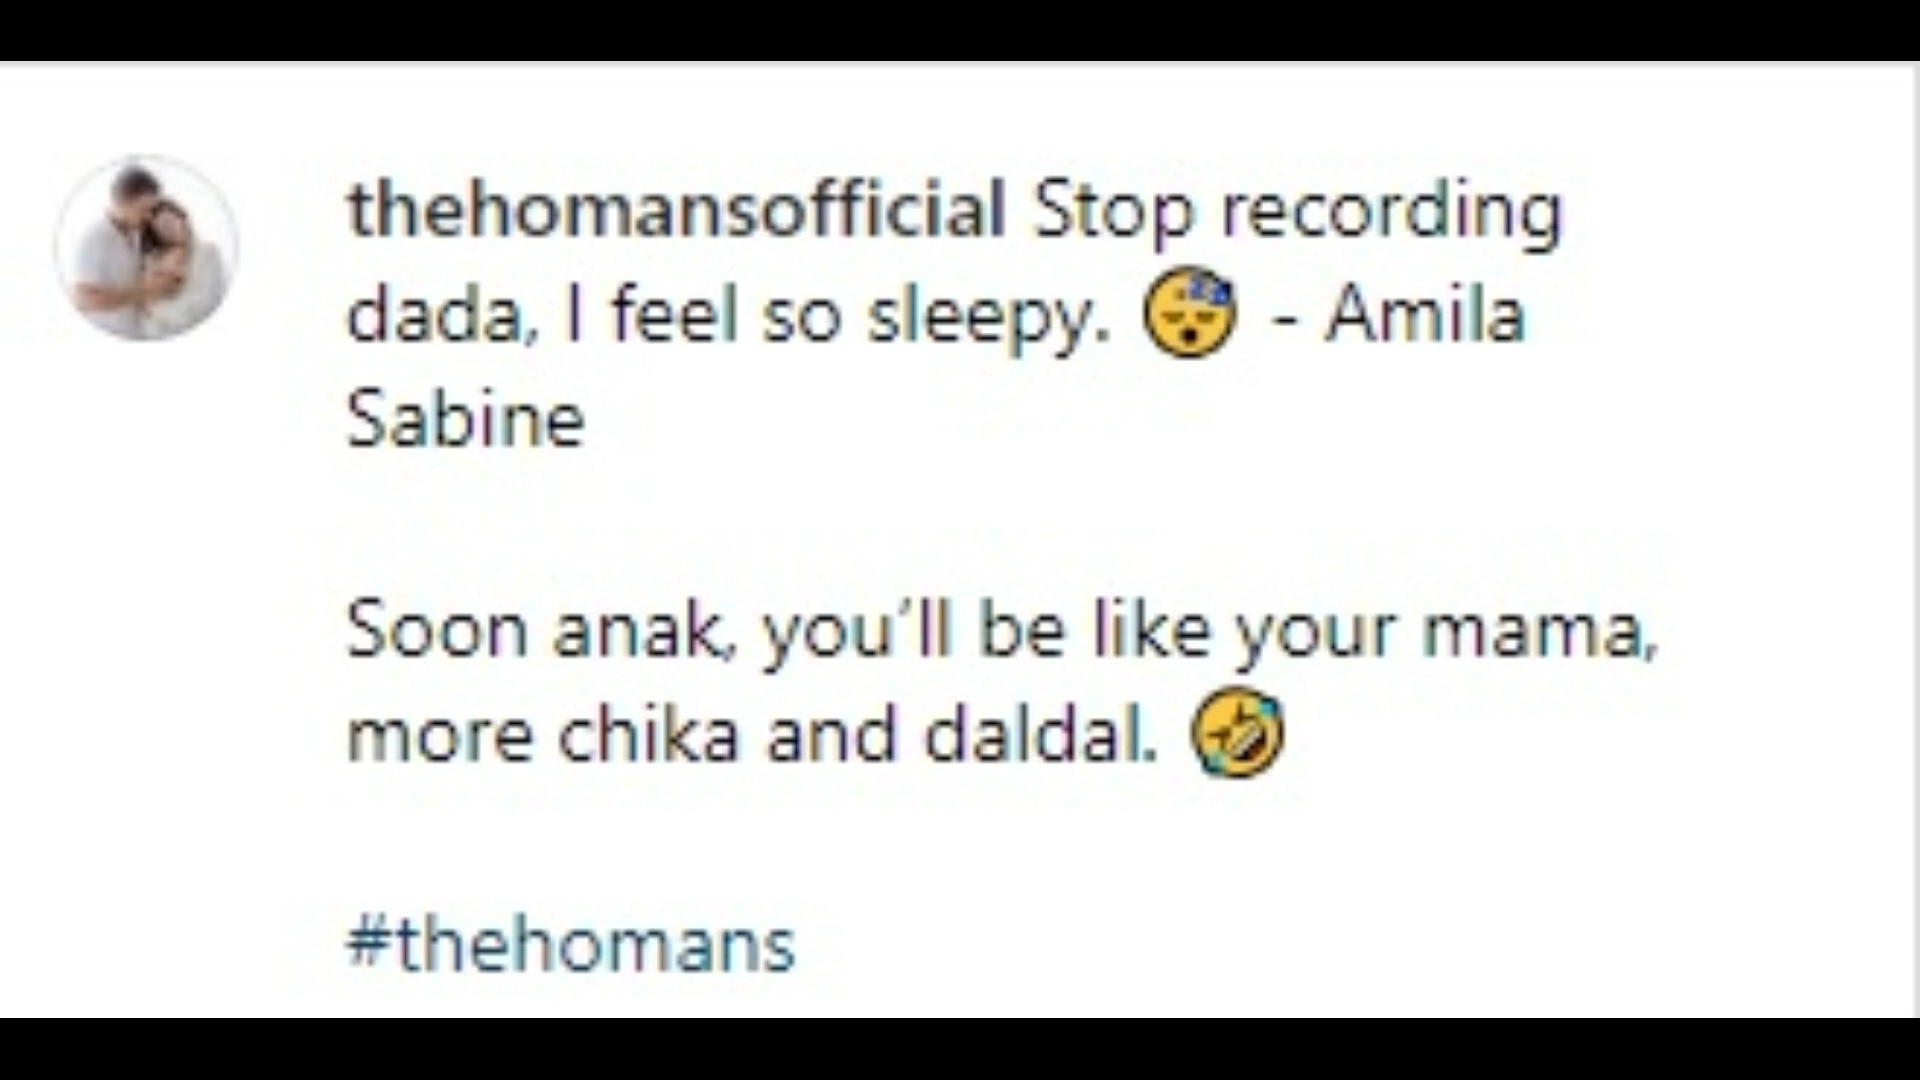 thehomansofficial Stop recording
dada, I feel so sleepy. 😴 - Amila
Sabine
Soon anak, you'll be like your mama,
more chika and daldal. 🤣
#thehomans